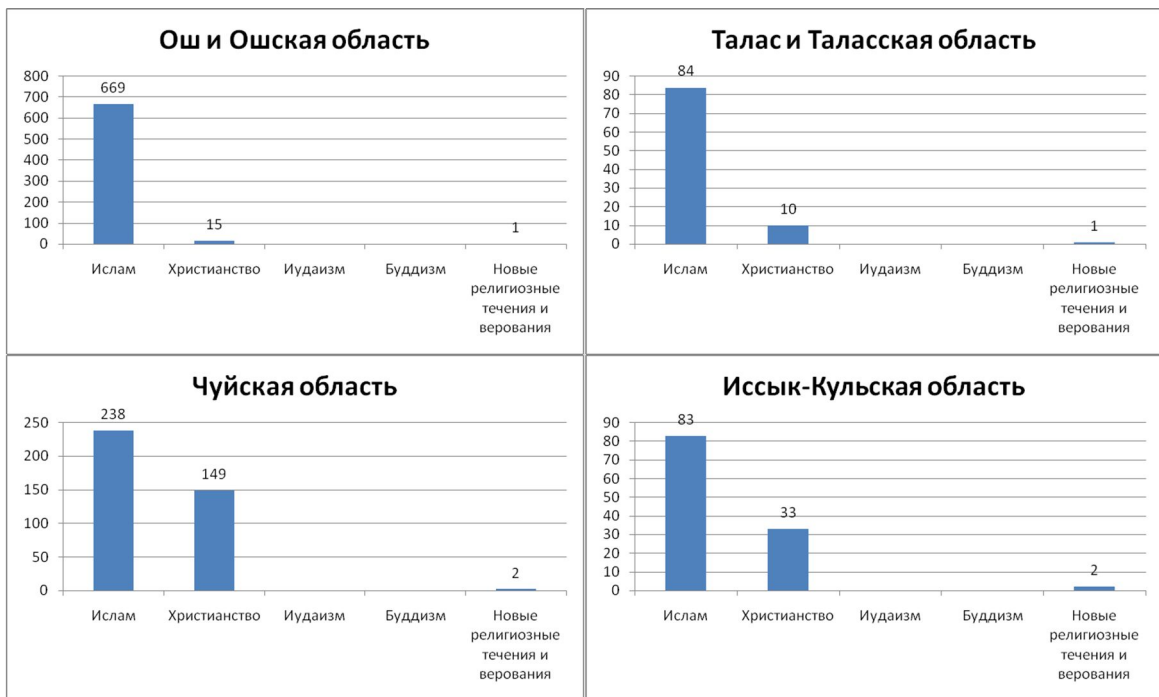 Ош и Ошская область
800
700
600
500
400
300
200
100
0
669
15
1
Ислам
Христианство
Иудаизм
Буддизм
Новые
религиозные
течения и
верования
Талас и Таласская область
90
80
70
60
50
40
30
20
10
0
84
10
1
Ислам
Христианство
Иудаизм
Буддизм
Новые
религиозные
течения и
верования
Чуйская область
250
200
150
100
50
0
238
149
2
Ислам
Христианство
Иудаизм
Буддизм
Новые
религиозные
течения и
верования
Иссык-Кульская область
90
80
70
60
50
40
30
20
10
0
83
33
2
Ислам
Христианство
Иудаизм
Буддизм
Новые
религиозные
течения и
верования